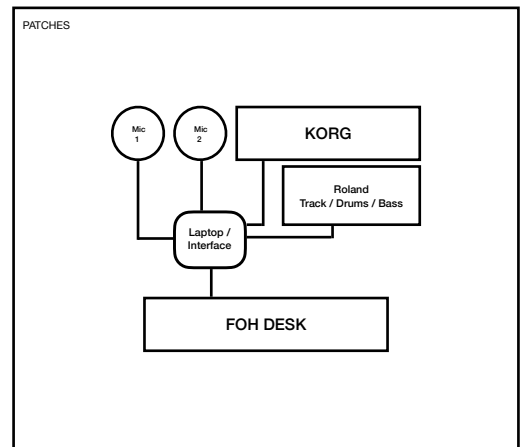 PATCHES
Mic
1
Mic
2
KORG
Roland
Track / Drums / Bass
Laptop /
Interface
FOH DESK